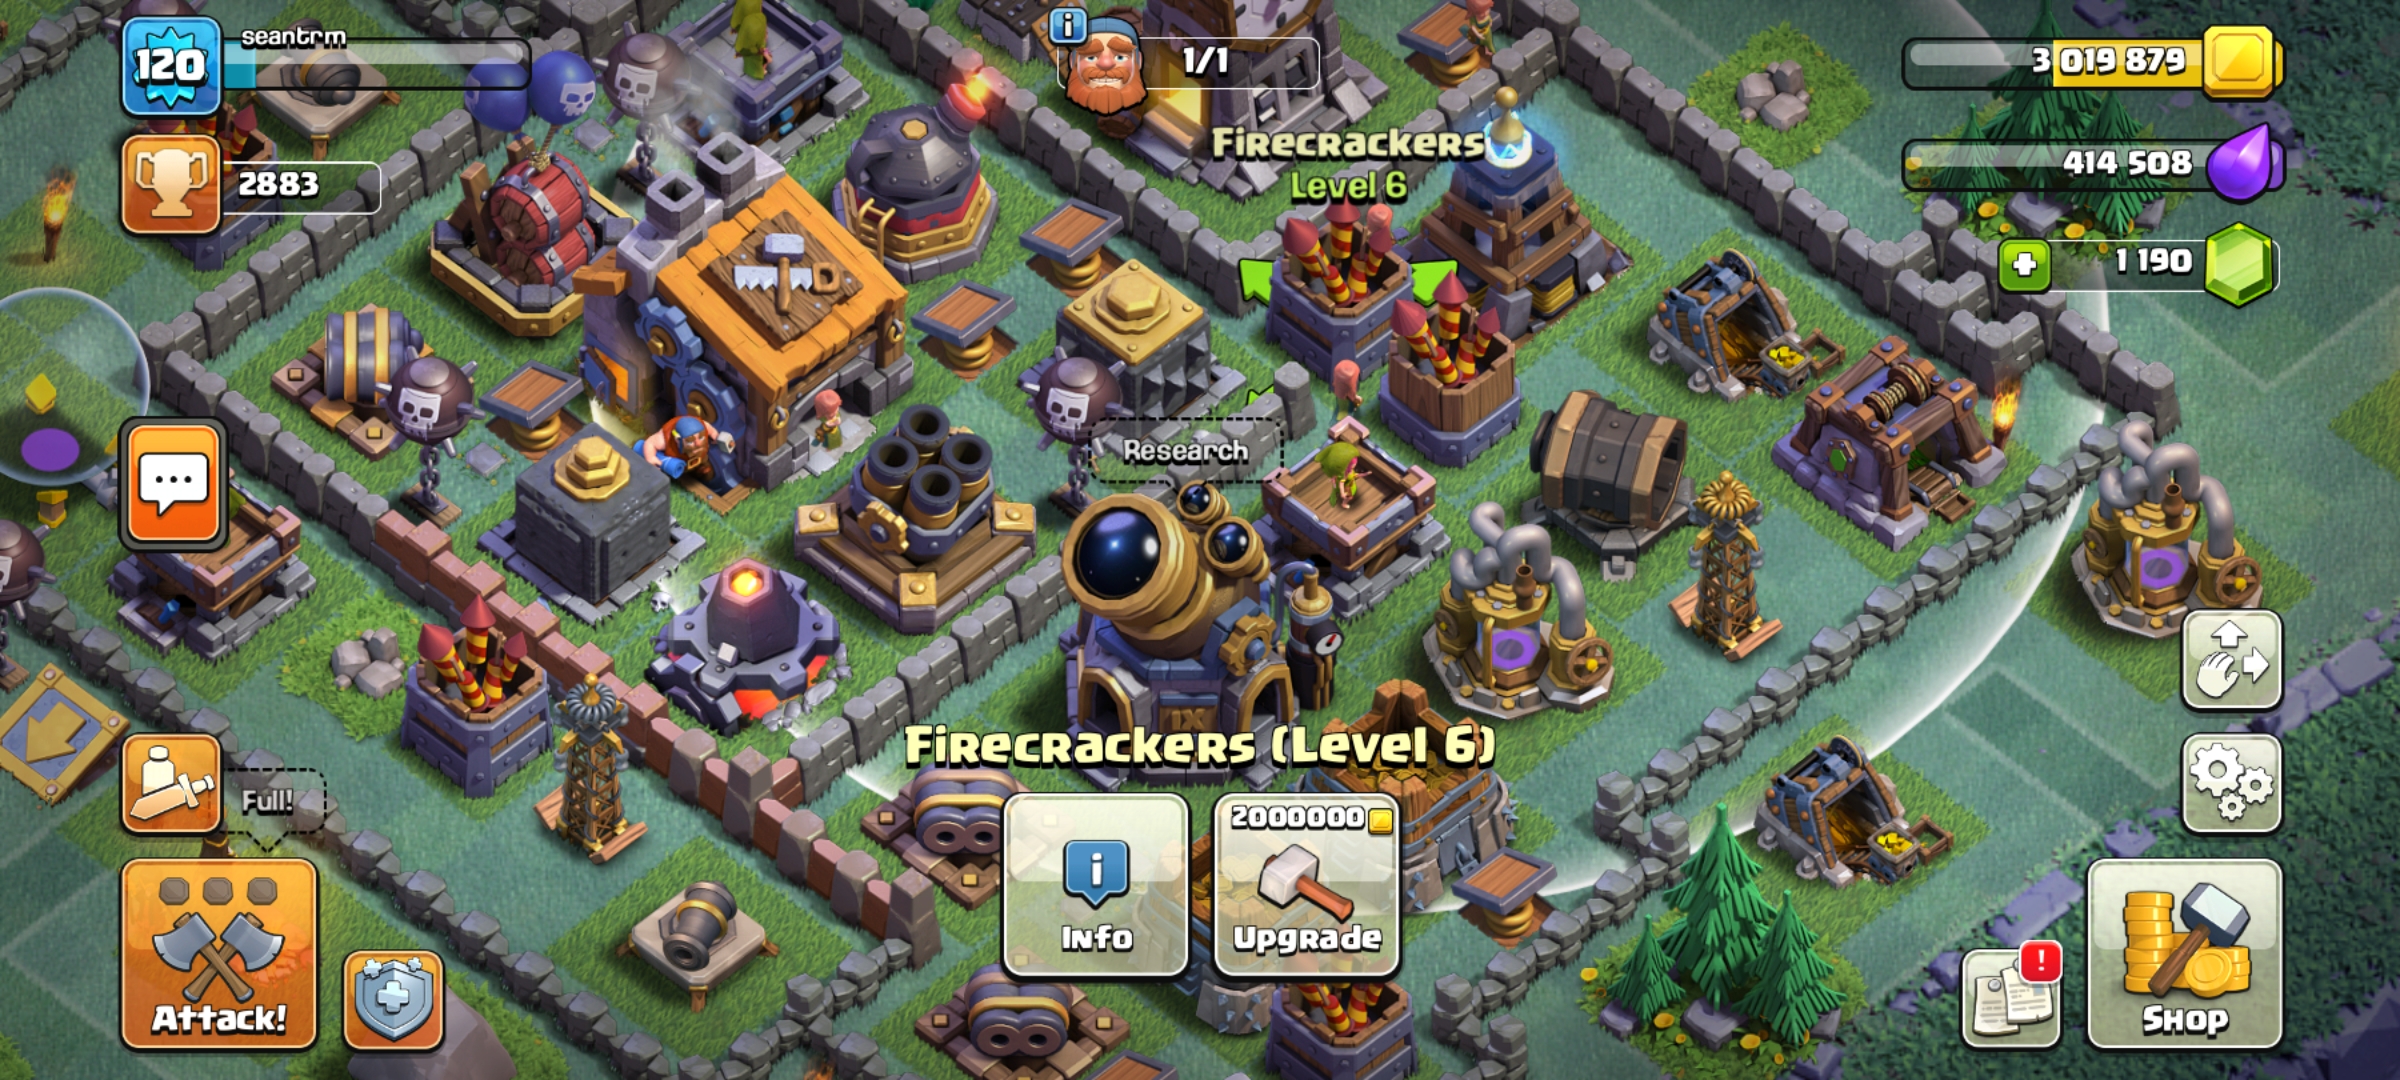 120
seantrm
1/1
3 019 879
2883
414 508
1 190
Firecrackers
Level 6
Research
IX
Firecrackers (Level 6)
Full!
2000000
Info
Upgrade
!
Attack!
Shop